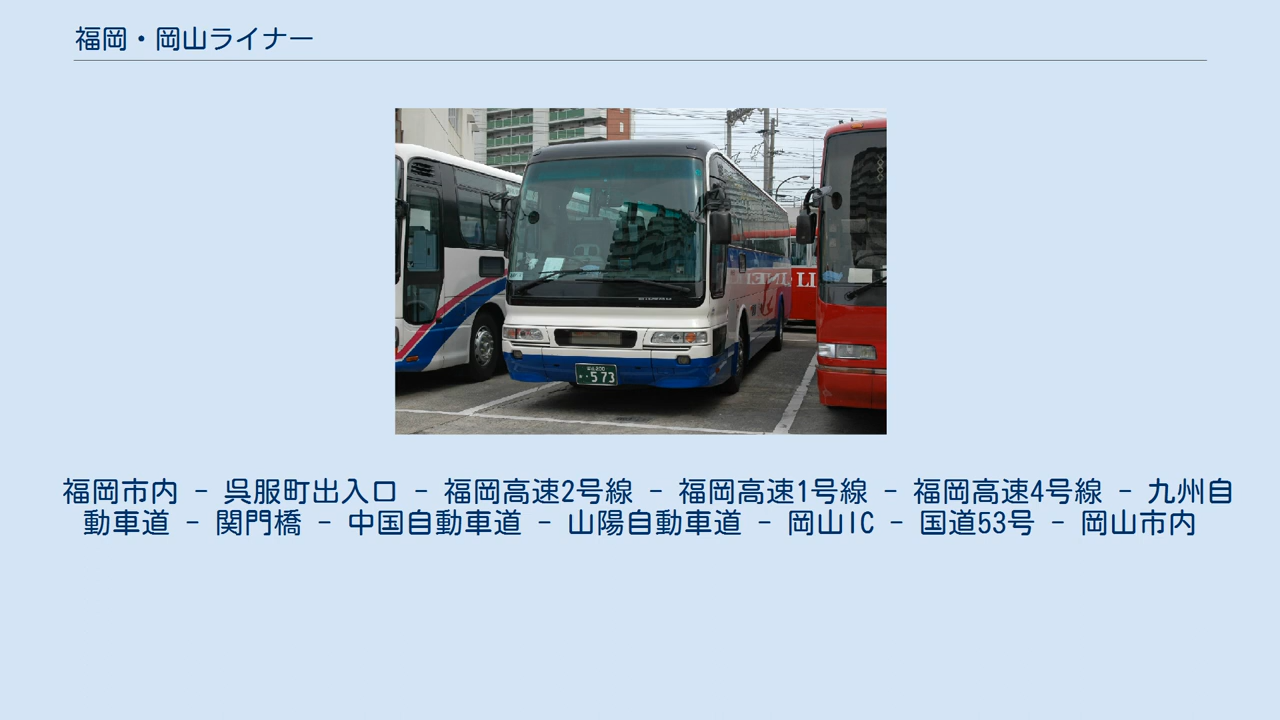 福岡・岡山ライナー
573
福岡市内 - 呉服町出入口 - 福岡高速2号線 - 福岡高速1号線 - 福岡高速4号線 - 九州自
動車道 - 関門橋 - 中国自動車道 - 山陽自動車道 - 岡山IC - 国道53号 - 岡山市内